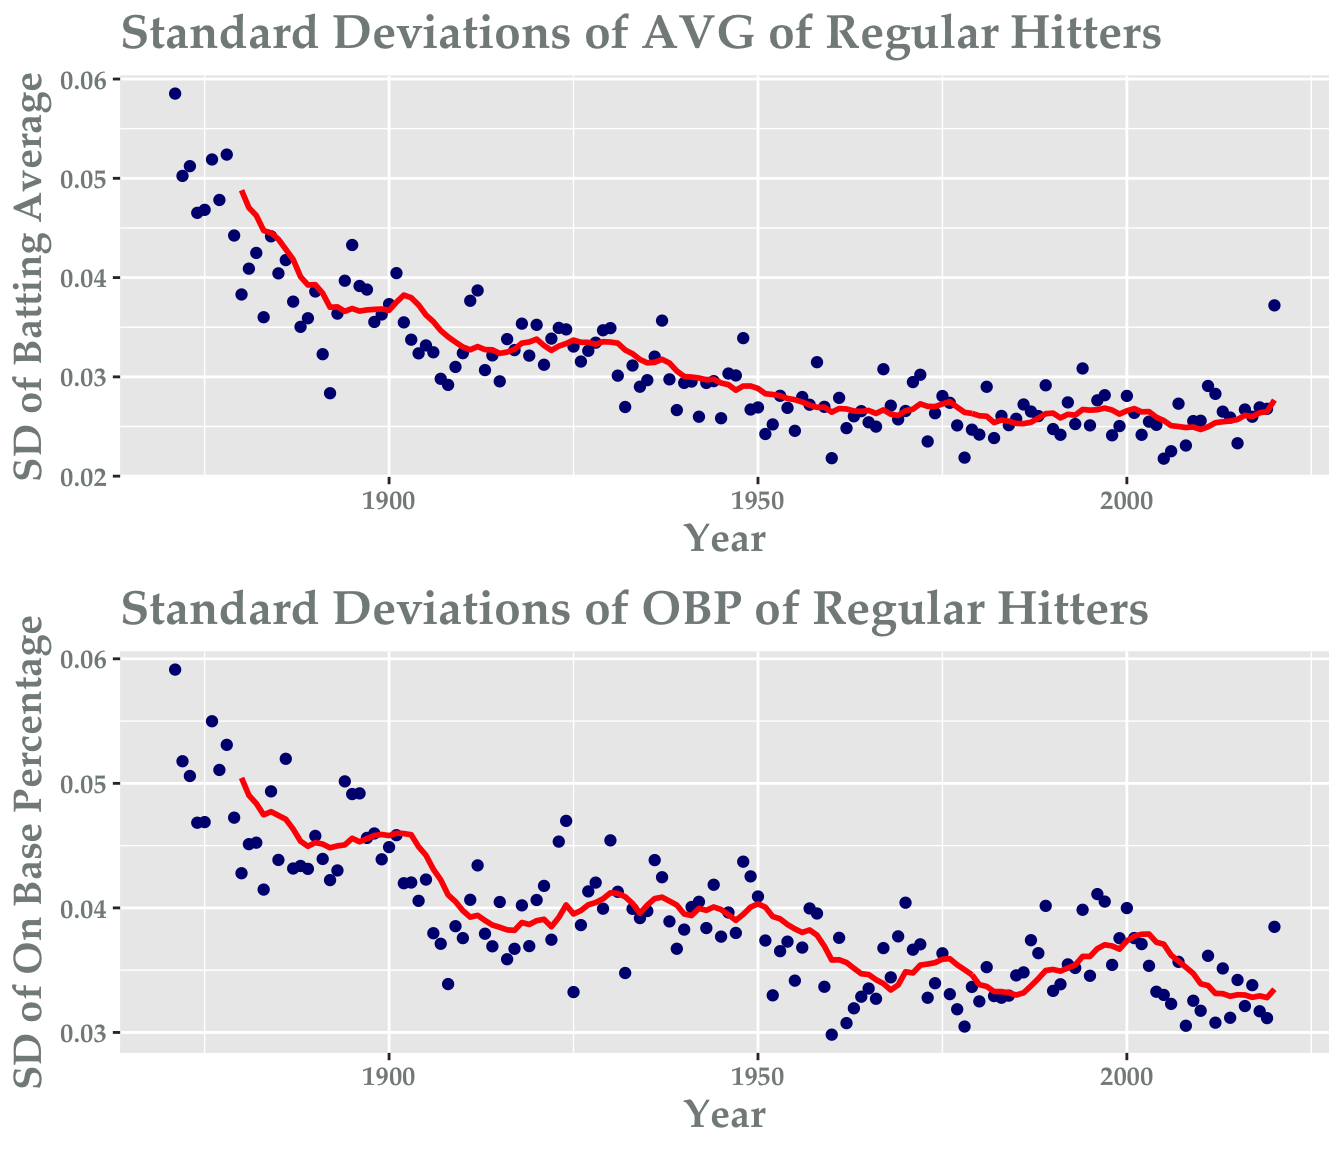 Standard Deviations of AVG of Regular Hitters
SD of Batting Average
0.06
0.05
0.04
0.03
0.02
1900 1950 2000
Year
Standard Deviations of OBP of Regular Hitters
SD of On Base Percentage
0.06
0.05
0.04
0.03
1900 1950 2000
Year